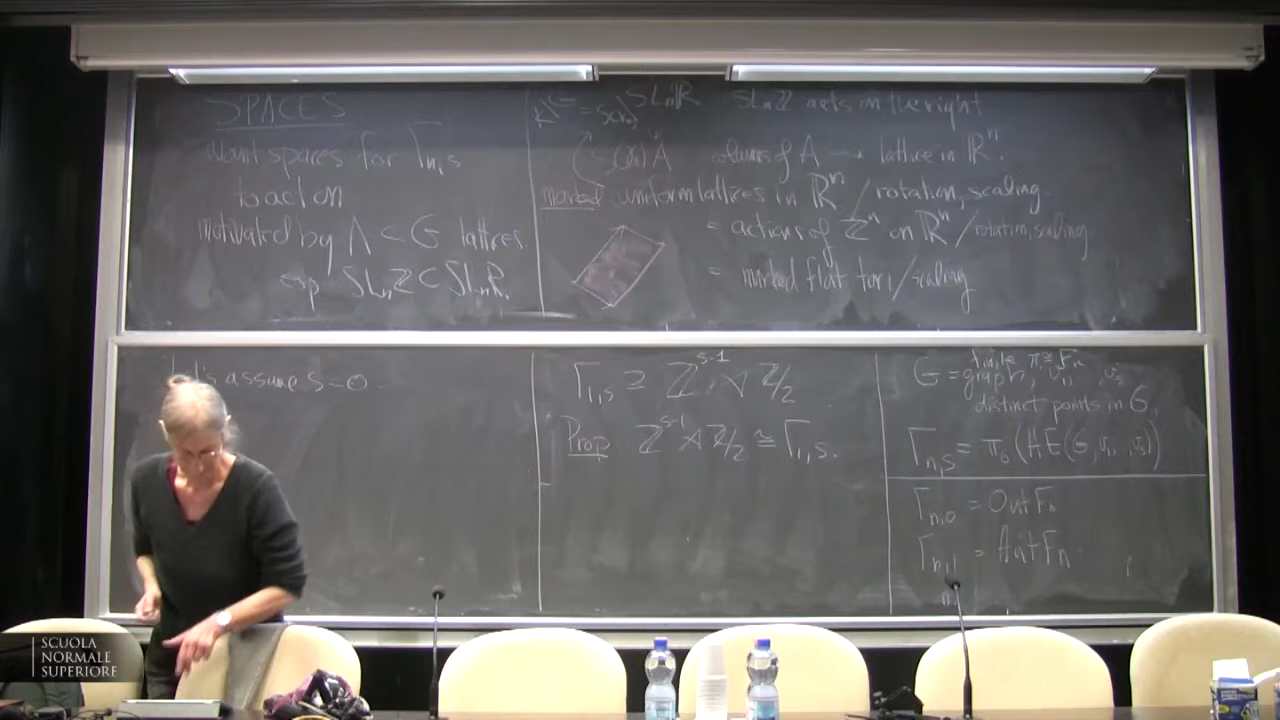 SPACES
want spaces for Γn,s
to act on
motivated by Λ ⊂ G lattices
exp SLnℤ ⊂ SLnℝ.
SLnℝ SLnℤ acts on the right
SO(n)A columns of A → lattice in ℝⁿ.
marked uniform lattices in ℝⁿ / rotation, scaling.
= actions of ℤⁿ on ℝⁿ / rotation, scaling
= marked flat tori / scaling
assume s=0.
Γ1,s ≥ ℤ^s-1 ⋊ ℤ/2
Prop ℤ^s-1 ⋊ ℤ/2 ≅ Γ1,s.
G = finite graph, π₁≅Fn v1, vs
distinct points in G,
Γn,s = π0(HE(G,v1,...,vs))
Γn,0 = Out Fn
Γn,1 = Aut Fn
SCUOLA
NORMALE
SUPERIORE